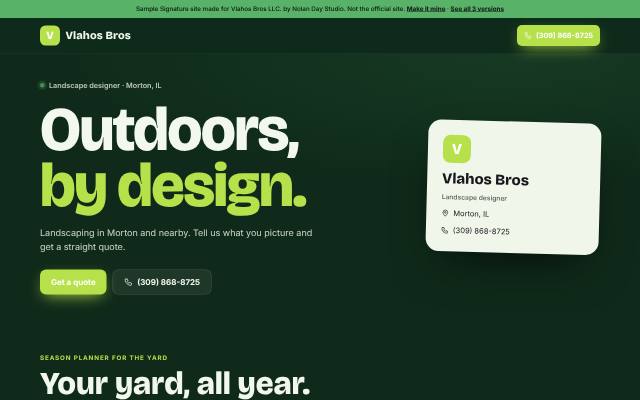 Sample Signature site made for Vlahos Bros LLC. by Nolan Day Studio. Not the official site. Make it mine · See all 3 versions
V Vlahos Bros
(309) 868-8725
Landscape designer · Morton, IL
Outdoors,
by design.
Landscaping in Morton and nearby. Tell us what you picture and
get a straight quote.
Get a quote
(309) 868-8725
V
Vlahos Bros
Landscape designer
Morton, IL
(309) 868-8725
SEASON PLANNER FOR THE YARD
Your yard, all year.